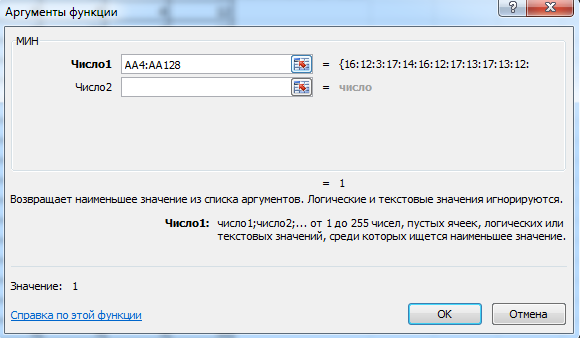 Аргументы функции
?
МИН
Число1 AA4:AA128 = {16:12:3:17:14:16:12:17:13:17:13:12:
Число2 = число
= 1
Возвращает наименьшее значение из списка аргументов. Логические и текстовые значения игнорируются.
Число1: число1;число2;... от 1 до 255 чисел, пустых ячеек, логических или
текстовых значений, среди которых ищется наименьшее значение.
Значение: 1
Справка по этой функции
ОК
Отмена